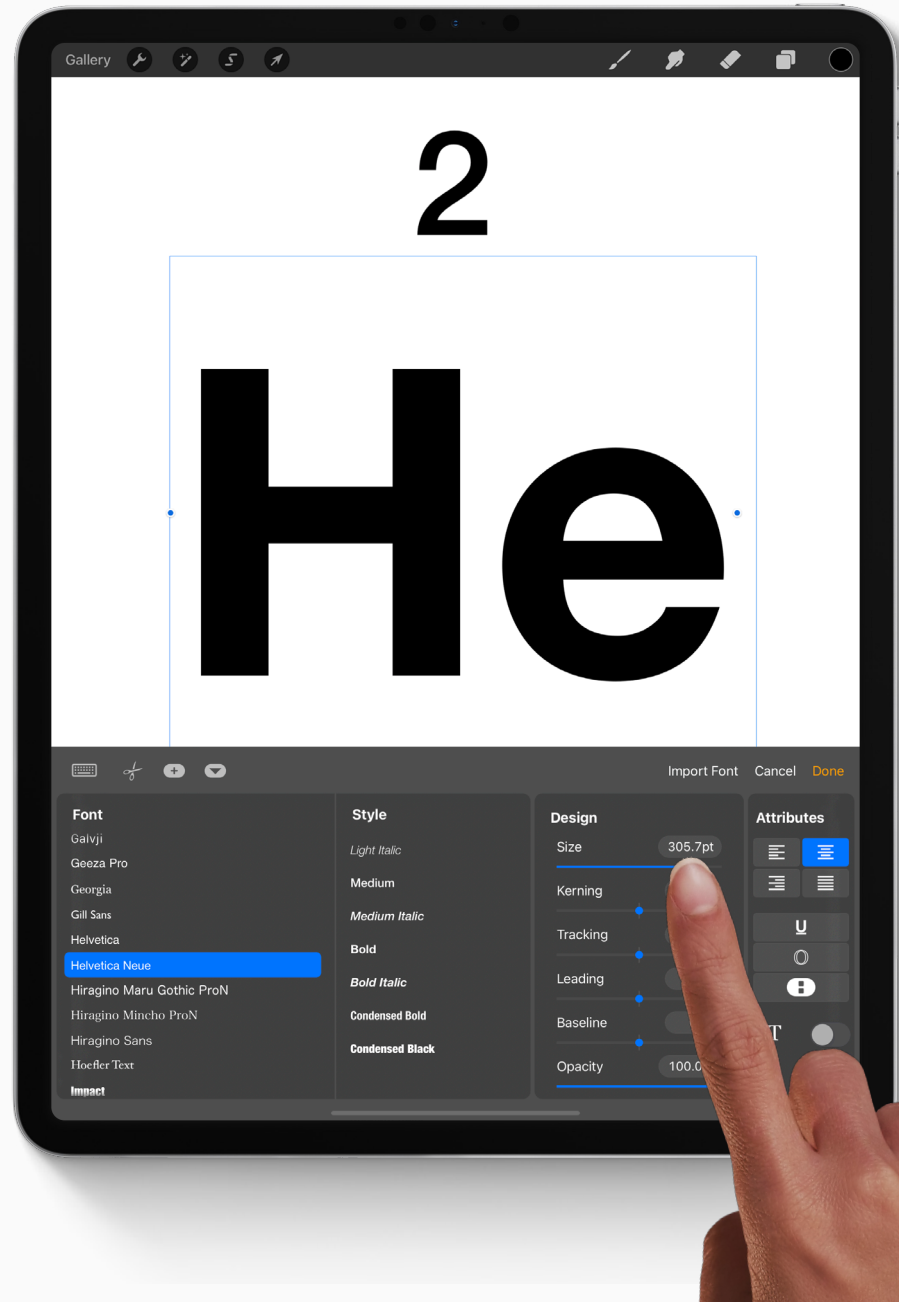 Gallery
2
He
Import Font Cancel Done
Font
Galvji
Geeza Pro
Georgia
Gill Sans
Helvetica
Helvetica Neue
Hiragino Maru Gothic ProN
Hiragino Mincho ProN
Hiragino Sans
Hoefler Text
Impact
Style
Light Italic
Medium
Medium Italic
Bold
Bold Italic
Condensed Bold
Condensed Black
Design
Size 305.7pt
Kerning
Tracking
Leading
Baseline
Opacity 100.0
Attributes
U
O
T